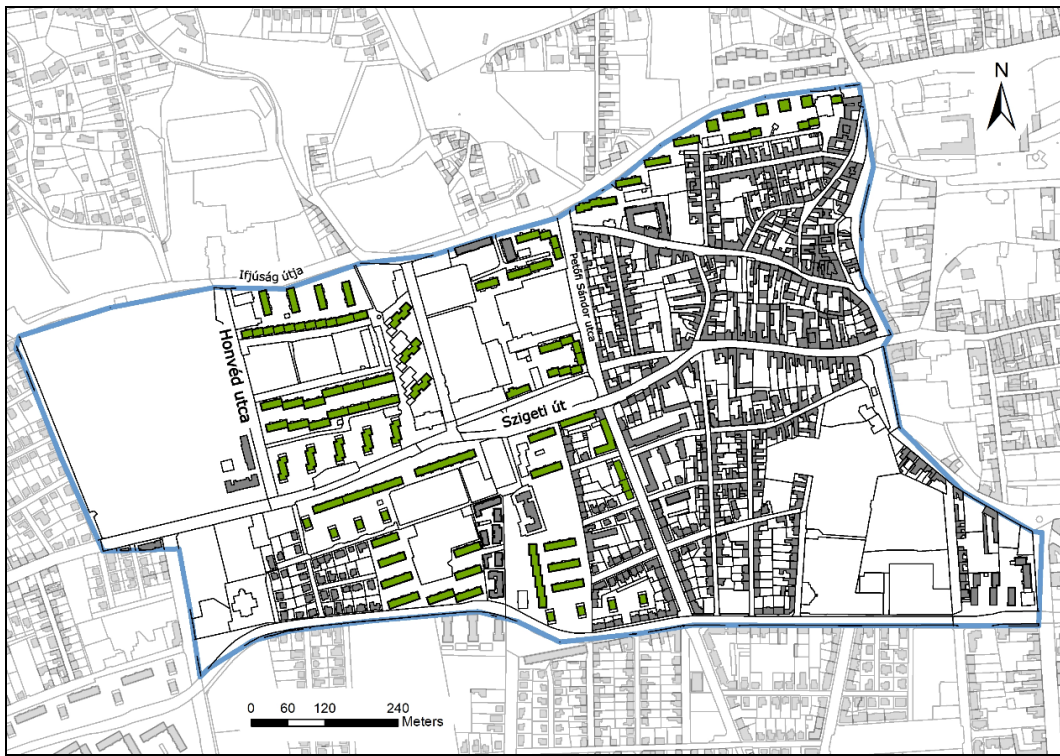 N
Ifjúság útja
Petőfi Sándor utca
Honvéd utca
Szigeti út
0 60 120 240
Meters